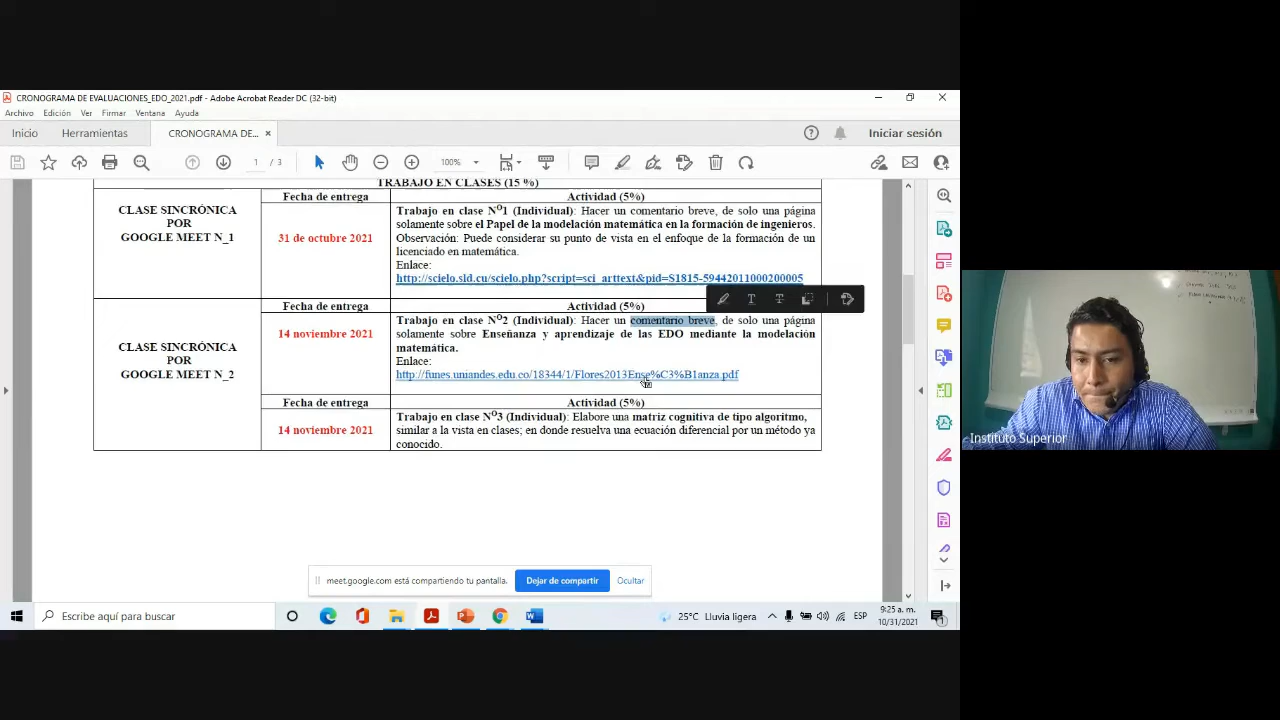 CRONOGRAMA DE EVALUACIONES_EDO_2021.pdf - Adobe Acrobat Reader DC (32-bit)
Archivo Edición Ver Firmar Ventana Ayuda
Inicio Herramientas CRONOGRAMA DE... × Iniciar sesión
1 / 3 100%
TRABAJO EN CLASES (15 %)
Fecha de entrega Actividad (5%)
CLASE SINCRÓNICA
POR
GOOGLE MEET N_1
31 de octubre 2021
Trabajo en clase Nº1 (Individual): Hacer un comentario breve, de solo una página
solamente sobre el Papel de la modelación matemática en la formación de ingenieros.
Observación: Puede considerar su punto de vista en el enfoque de la formación de un
licenciado en matemática.
Enlace:
http://scielo.sld.cu/scielo.php?script=sci_arttext&pid=S1815-59442011000200005
Fecha de entrega Actividad (5%)
CLASE SINCRÓNICA
POR
GOOGLE MEET N_2
14 noviembre 2021
Trabajo en clase Nº2 (Individual): Hacer un comentario breve, de solo una página
solamente sobre Enseñanza y aprendizaje de las EDO mediante la modelación
matemática.
Enlace:
http://funes.uniandes.edu.co/18344/1/Flores2013Ense%C3%B1anza.pdf
Fecha de entrega Actividad (5%)
14 noviembre 2021
Trabajo en clase Nº3 (Individual): Elabore una matriz cognitiva de tipo algoritmo,
similar a la vista en clases; en donde resuelva una ecuación diferencial por un método ya
conocido.
meet.google.com está compartiendo tu pantalla. Dejar de compartir Ocultar
Escribe aquí para buscar
25°C Lluvia ligera ESP
9:25 a. m.
10/31/2021
1
Instituto Superior